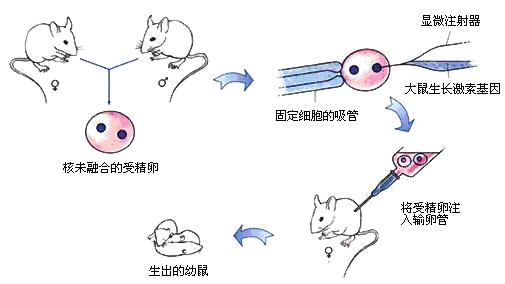 显微注射器
大鼠生长激素基因
固定细胞的吸管
核未融合的受精卵
将受精卵注
入输卵管
生出的幼鼠
♀
♂
♀